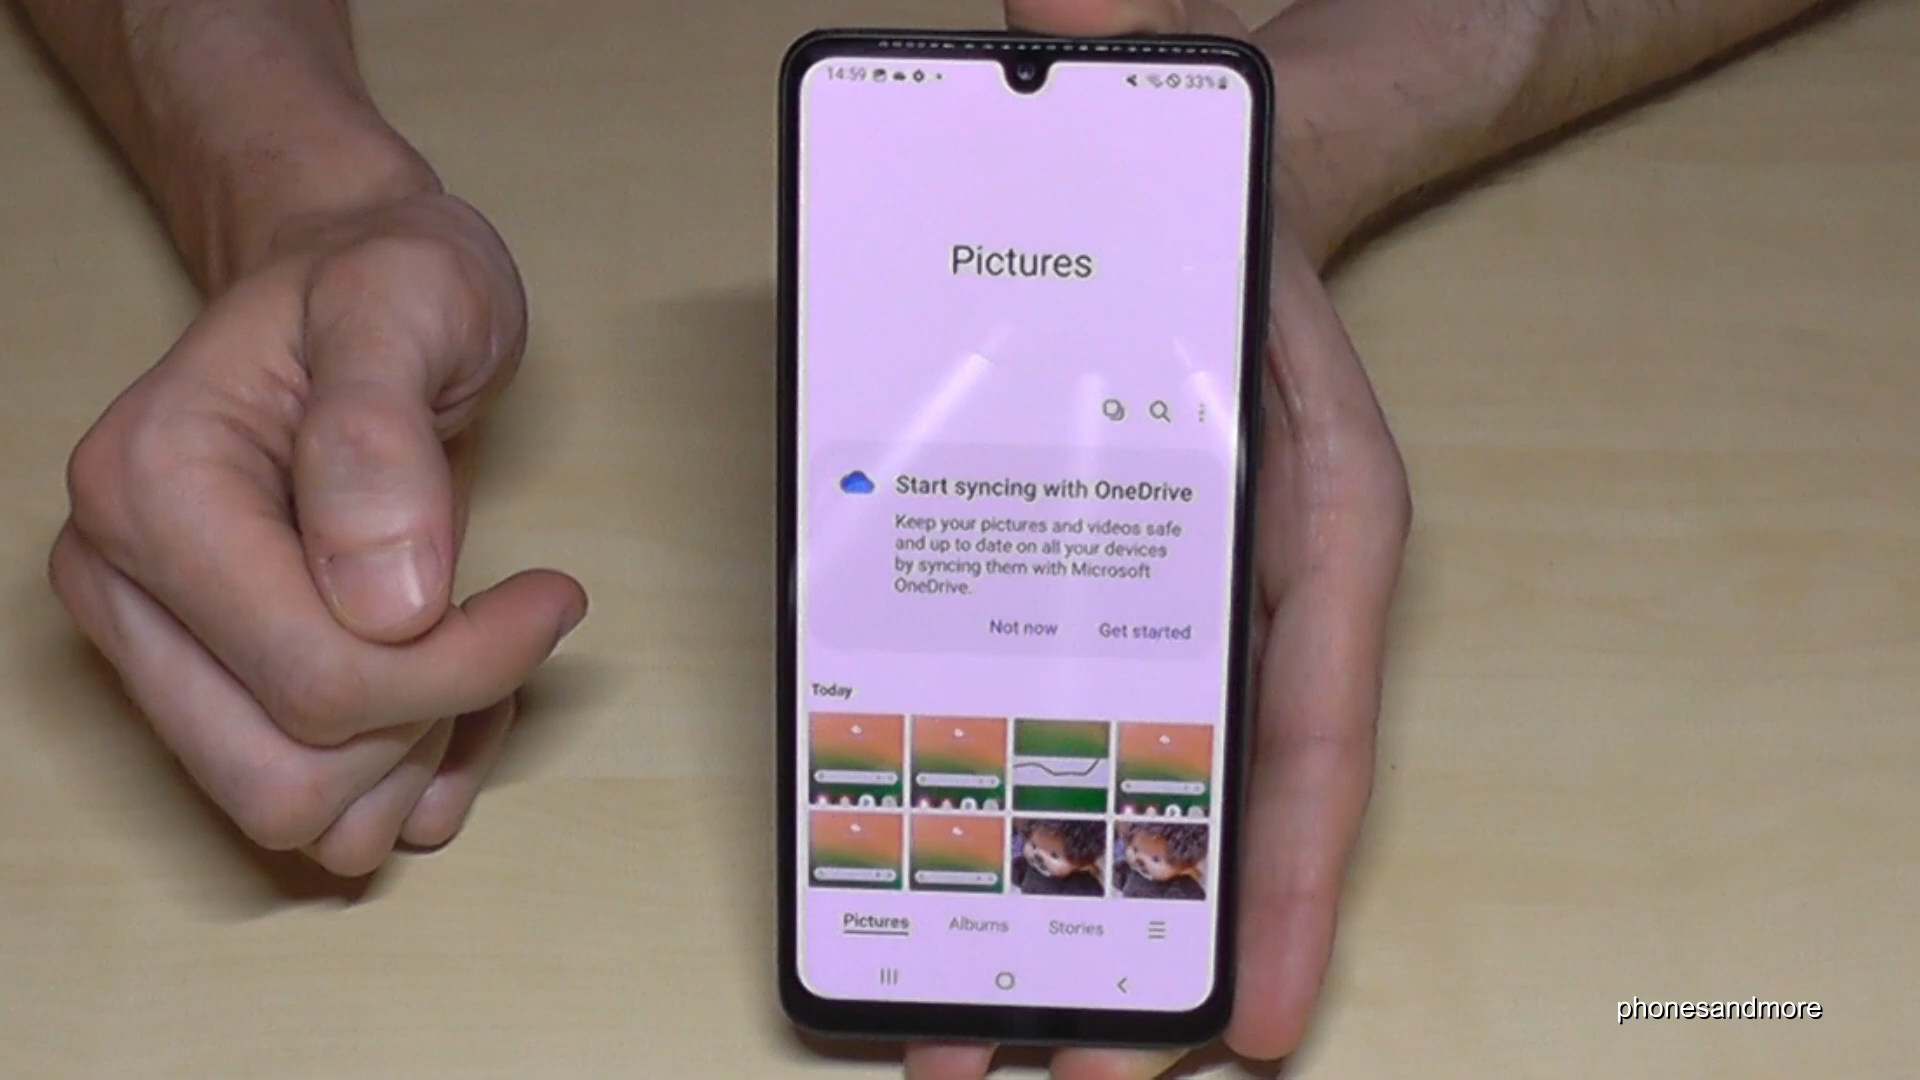 14:59
33%
Pictures
Start syncing with OneDrive
Keep your pictures and videos safe
and up to date on all your devices
by syncing them with Microsoft
OneDrive.
Not now Get started
Today
Pictures Albums Stories
phonesandmore